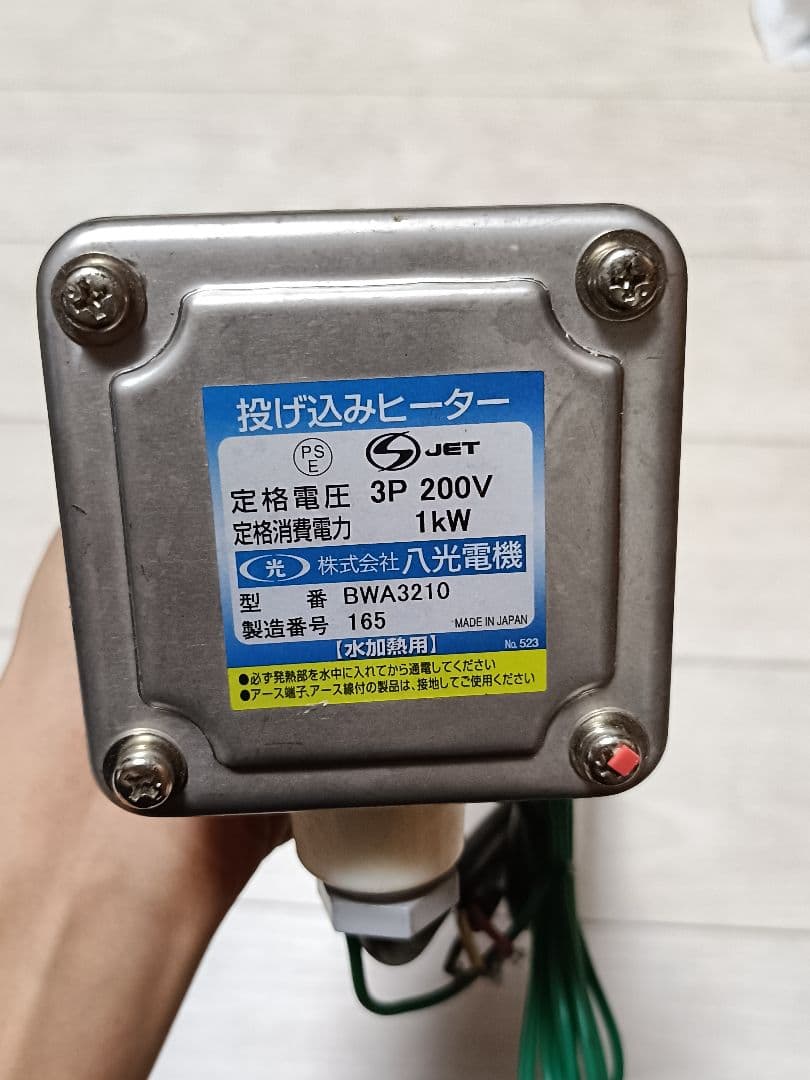 投げ込みヒーター
PS
E
S JET
定格電圧 3P 200V
定格消費電力 1kW
光 株式会社 八光電機
型 番 BWA3210
製造番号 165 MADE IN JAPAN
【水加熱用】 No.523
●必ず発熱部を水中に入れてから通電してください
●アース端子、アース線付の製品は、接地してご使用ください